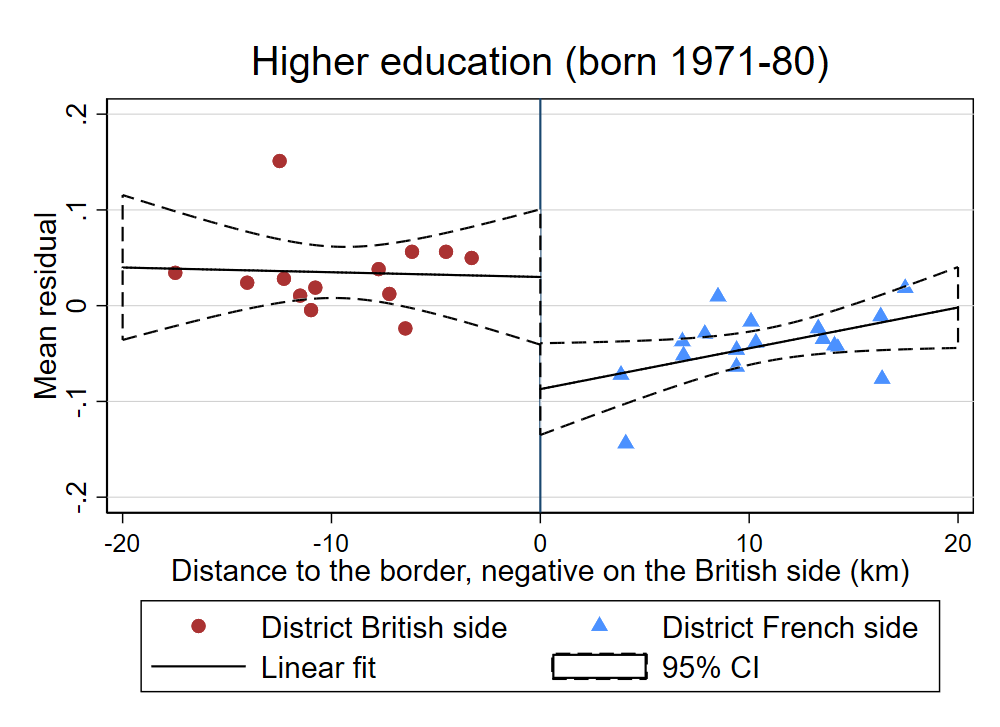 Higher education (born 1971-80)
Mean residual
.2
.1
0
-.1
-.2
-20 -10 0 10 20
Distance to the border, negative on the British side (km)
District British side District French side
Linear fit 95% CI